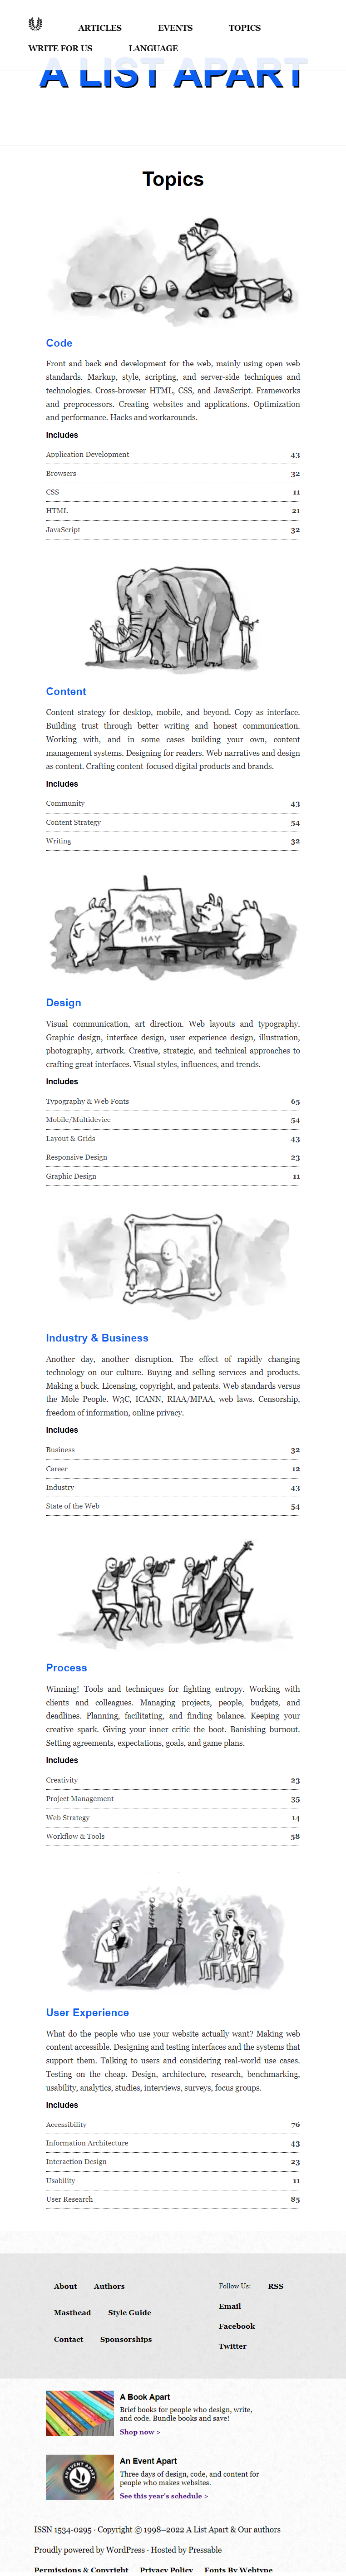 ARTICLES EVENTS TOPICS
WRITE FOR US LANGUAGE
A LIST APART
Topics
Code
Front and back end development for the web, mainly using open web
standards. Markup, style, scripting, and server-side techniques and
technologies. Cross-browser HTML, CSS, and JavaScript. Frameworks
and preprocessors. Creating websites and applications. Optimization
and performance. Hacks and workarounds.
Includes
Application Development 43
Browsers 32
CSS 11
HTML 21
JavaScript 32
Content
Content strategy for desktop, mobile, and beyond. Copy as interface.
Building trust through better writing and honest communication.
Working with, and in some cases building your own, content
management systems. Designing for readers. Web narratives and design
as content. Crafting content-focused digital products and brands.
Includes
Community 43
Content Strategy 54
Writing 32
HAY
Design
Visual communication, art direction. Web layouts and typography.
Graphic design, interface design, user experience design, illustration,
photography, artwork. Creative, strategic, and technical approaches to
crafting great interfaces. Visual styles, influences, and trends.
Includes
Typography & Web Fonts 65
Mobile/Multidevice 54
Layout & Grids 43
Responsive Design 23
Graphic Design 11
Industry & Business
Another day, another disruption. The effect of rapidly changing
technology on our culture. Buying and selling services and products.
Making a buck. Licensing, copyright, and patents. Web standards versus
the Mole People. W3C, ICANN, RIAA/MPAA, web laws. Censorship,
freedom of information, online privacy.
Includes
Business 32
Career 12
Industry 43
State of the Web 54
Process
Winning! Tools and techniques for fighting entropy. Working with
clients and colleagues. Managing projects, people, budgets, and
deadlines. Planning, facilitating, and finding balance. Keeping your
creative spark. Giving your inner critic the boot. Banishing burnout.
Setting agreements, expectations, goals, and game plans.
Includes
Creativity 23
Project Management 35
Web Strategy 14
Workflow & Tools 58
User Experience
What do the people who use your website actually want? Making web
content accessible. Designing and testing interfaces and the systems that
support them. Talking to users and considering real-world use cases.
Testing on the cheap. Design, architecture, research, benchmarking,
usability, analytics, studies, interviews, surveys, focus groups.
Includes
Accessibility 76
Information Architecture 43
Interaction Design 23
Usability 11
User Research 85
About Authors
Masthead Style Guide
Contact Sponsorships
Follow Us: RSS
Email
Facebook
Twitter
A Book Apart
Brief books for people who design, write,
and code. Bundle books and save!
Shop now >
An Event Apart
Three days of design, code, and content for
people who makes websites.
See this year's schedule >
ISSN 1534-0295 · Copyright © 1998–2022 A List Apart & Our authors
Proudly powered by WordPress · Hosted by Pressable
Permissions & Copyright Privacy Policy Fonts By Webtype